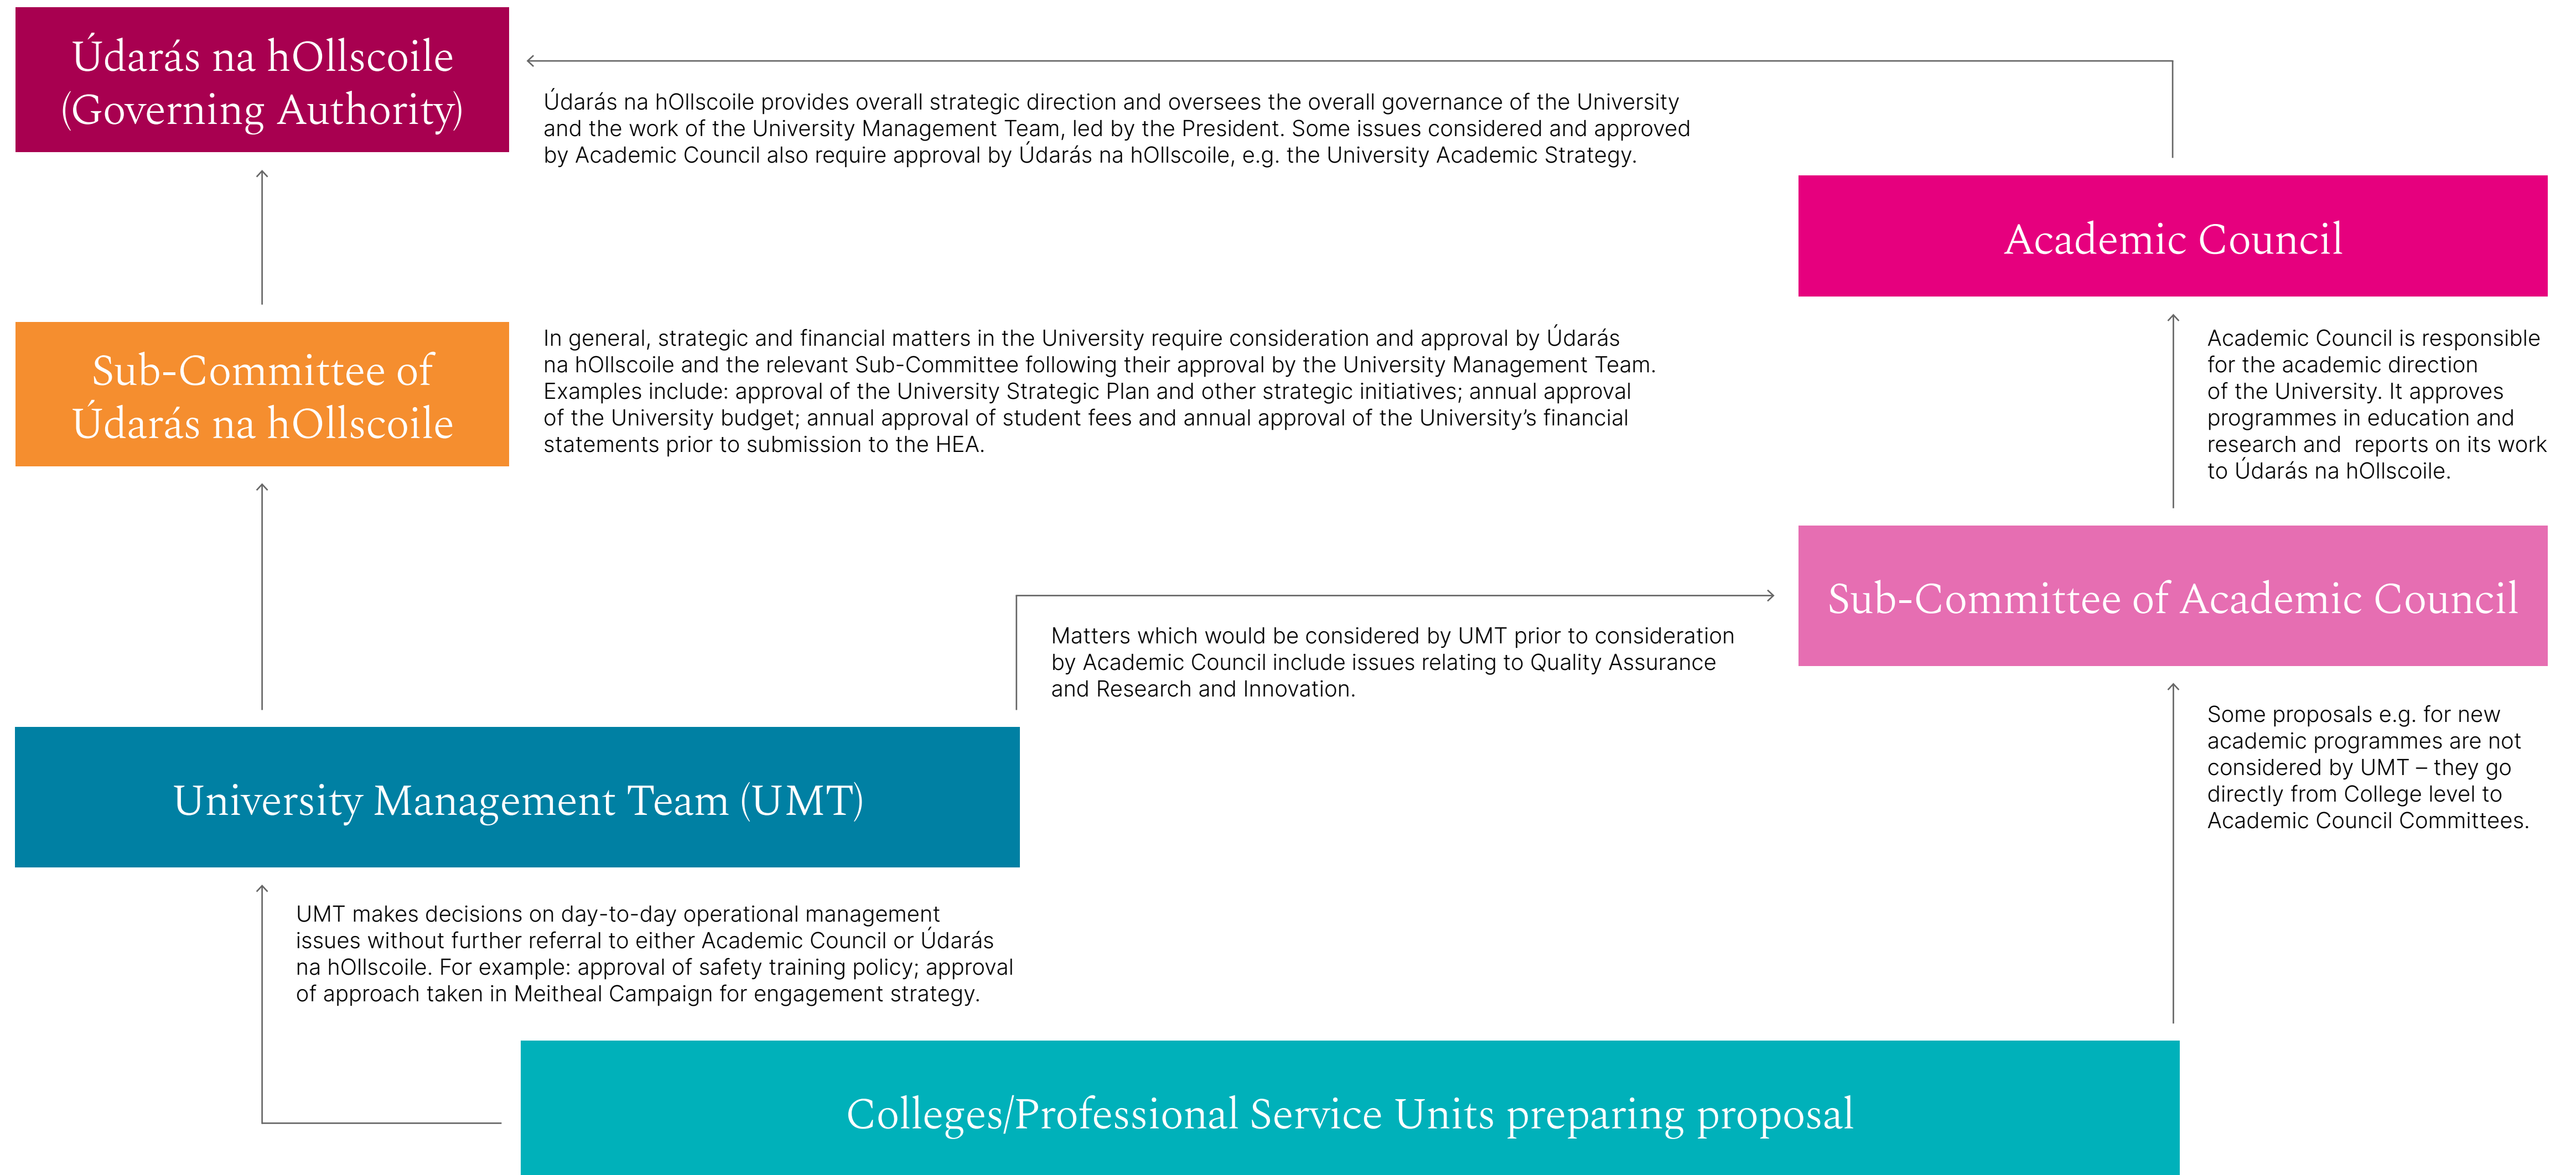 Údarás na hOllscoile
(Governing Authority)
Údarás na hOllscoile provides overall strategic direction and oversees the overall governance of the University
and the work of the University Management Team, led by the President. Some issues considered and approved
by Academic Council also require approval by Údarás na hOllscoile, e.g. the University Academic Strategy.
Academic Council
Sub-Committee of
Údarás na hOllscoile
In general, strategic and financial matters in the University require consideration and approval by Údarás
na hOllscoile and the relevant Sub-Committee following their approval by the University Management Team.
Examples include: approval of the University Strategic Plan and other strategic initiatives; annual approval
of the University budget; annual approval of student fees and annual approval of the University’s financial
statements prior to submission to the HEA.
Academic Council is responsible
for the academic direction
of the University. It approves
programmes in education and
research and  reports on its work
to Údarás na hOllscoile.
Sub-Committee of Academic Council
Matters which would be considered by UMT prior to consideration
by Academic Council include issues relating to Quality Assurance
and Research and Innovation.
Some proposals e.g. for new
academic programmes are not
considered by UMT – they go
directly from College level to
Academic Council Committees.
University Management Team (UMT)
UMT makes decisions on day-to-day operational management
issues without further referral to either Academic Council or Údarás
na hOllscoile. For example: approval of safety training policy; approval
of approach taken in Meitheal Campaign for engagement strategy.
Colleges/Professional Service Units preparing proposal